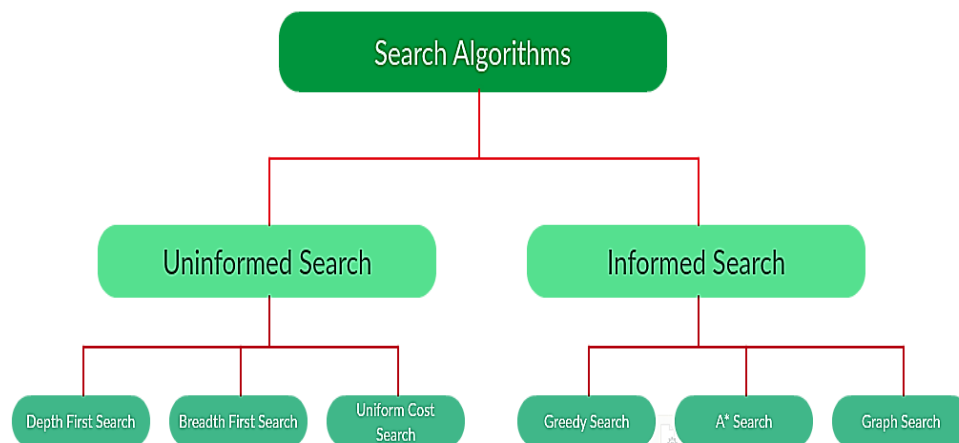 Search Algorithms
Uninformed Search
Informed Search
Depth First Search
Breadth First Search
Uniform Cost
Search
Greedy Search
A* Search
Graph Search